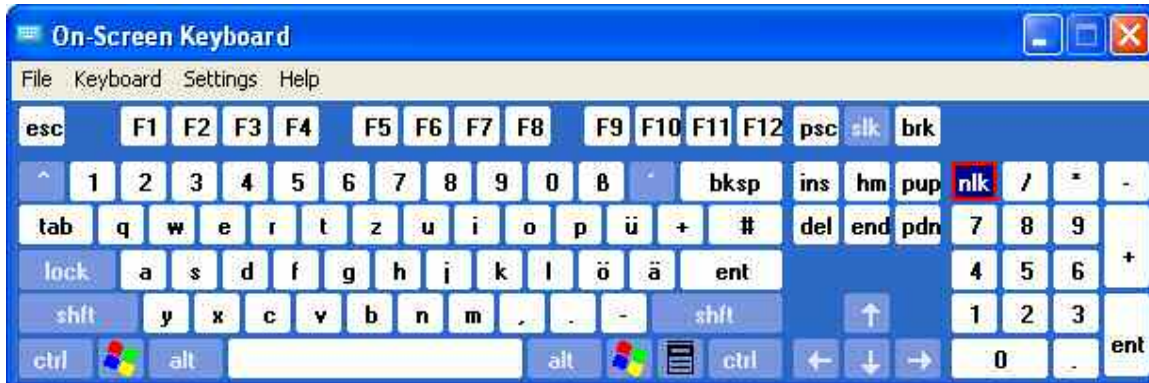 On-Screen Keyboard
File Keyboard Settings Help
esc F1 F2 F3 F4 F5 F6 F7 F8 F9 F10 F11 F12 psc slk brk
^ 1 2 3 4 5 6 7 8 9 0 ß ´ bksp ins hm pup nlk / * -
tab q w e r t z u i o p ü + # del end pdn 7 8 9 +
lock a s d f g h j k l ö ä ent 4 5 6
shft y x c v b n m , . - shft ↑ 1 2 3 ent
ctrl alt alt ctrl ← ↓ → 0 .